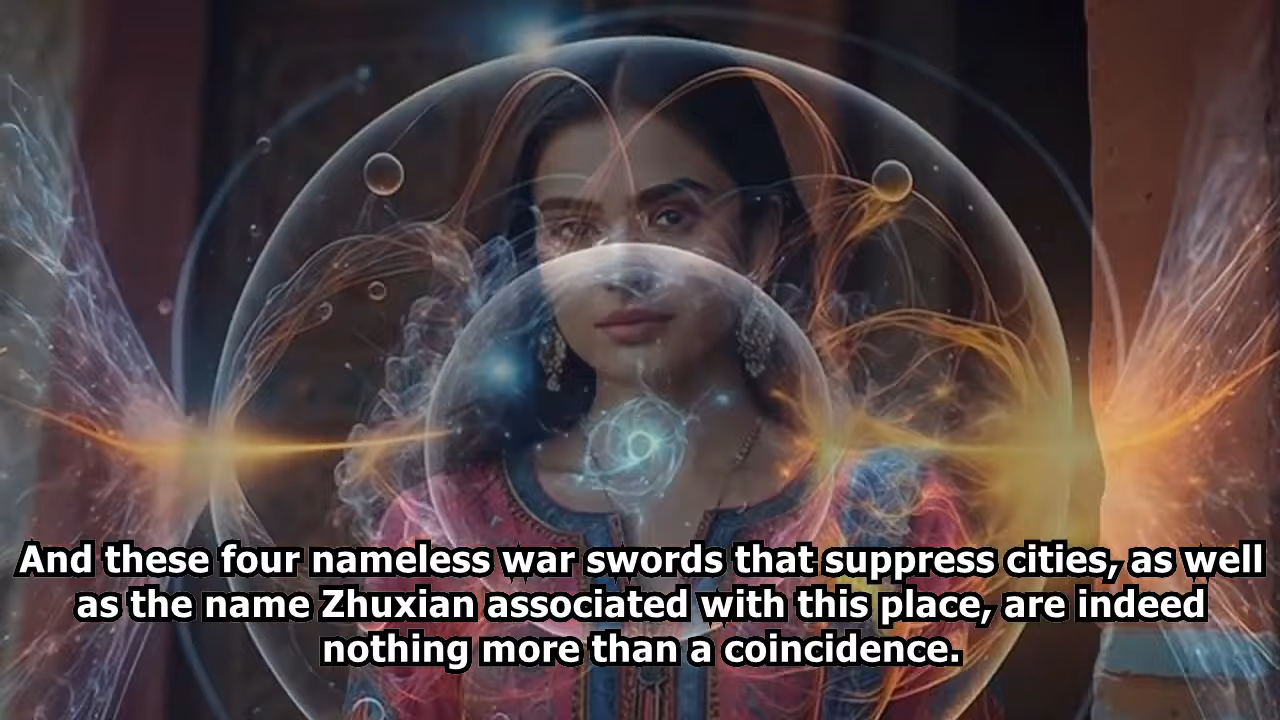 And these four nameless war swords that suppress cities, as well
as the name Zhuxian associated with this place, are indeed
nothing more than a coincidence.